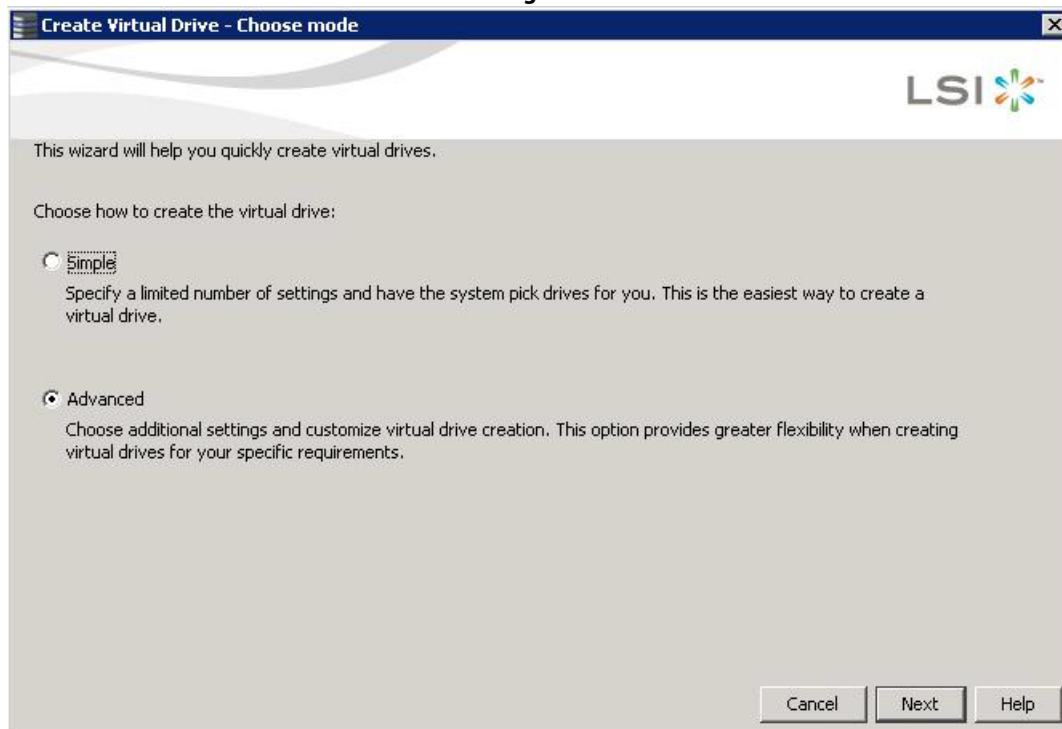 Create Virtual Drive - Choose mode
LSI
This wizard will help you quickly create virtual drives.
Choose how to create the virtual drive:
Simple
Specify a limited number of settings and have the system pick drives for you. This is the easiest way to create a
virtual drive.
Advanced
Choose additional settings and customize virtual drive creation. This option provides greater flexibility when creating
virtual drives for your specific requirements.
Cancel Next Help